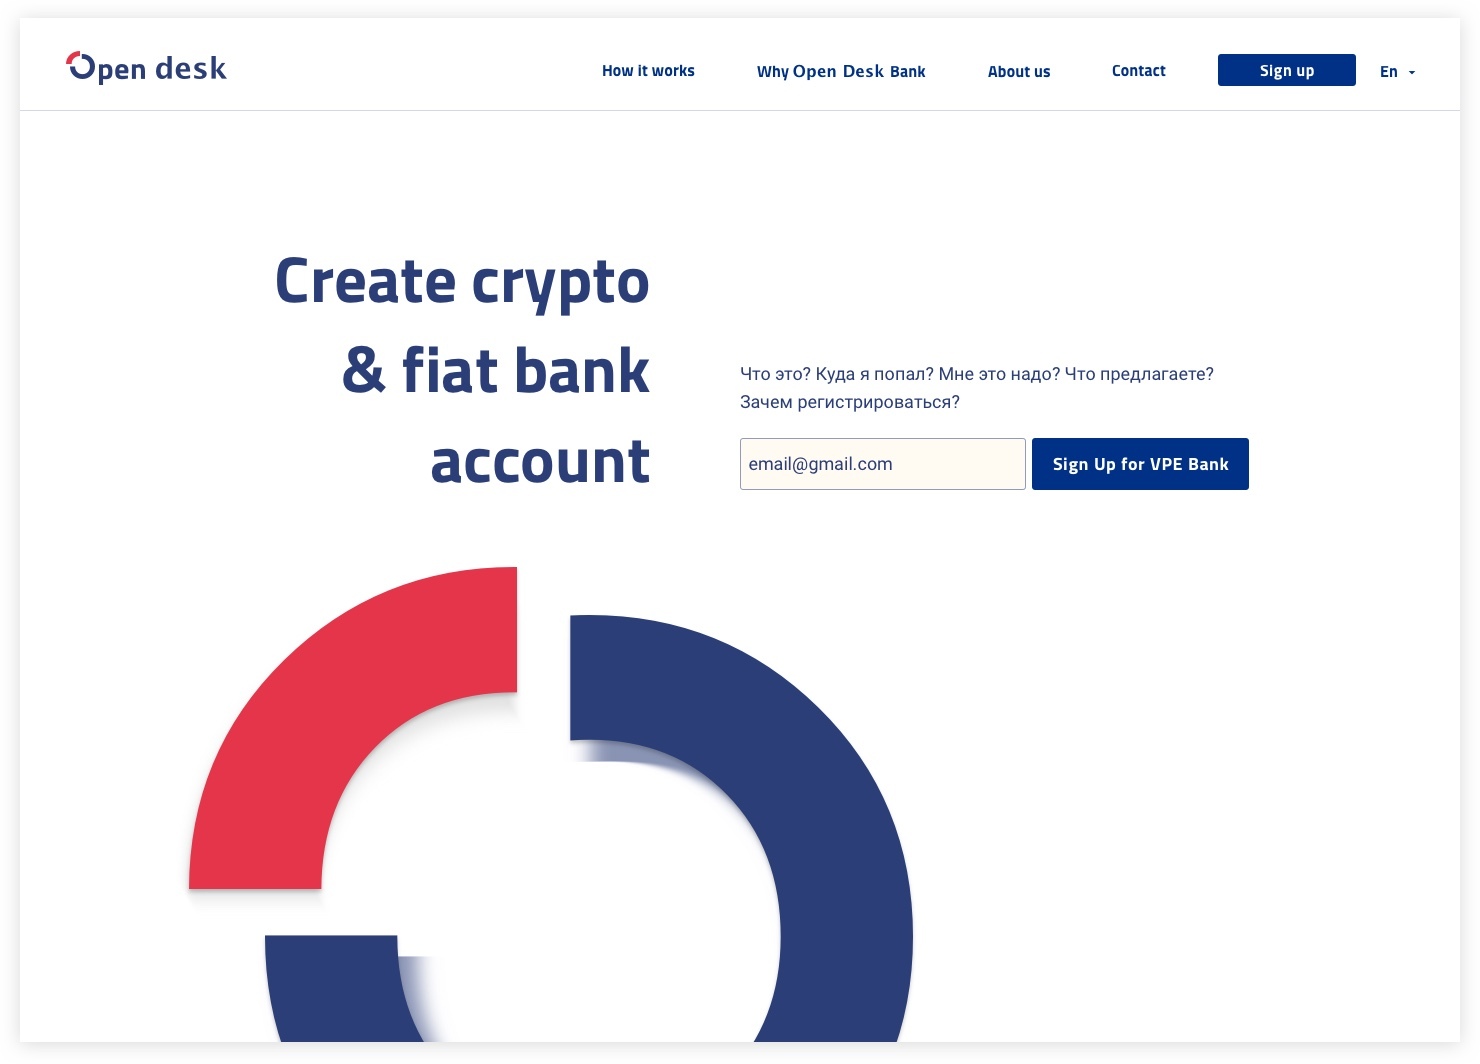 Open desk
How it works
Why Open Desk Bank
About us
Contact
Sign up
En
Create crypto
& fiat bank
account
Что это? Куда я попал? Мне это надо? Что предлагаете?
Зачем регистрироваться?
email@gmail.com
Sign Up for VPE Bank